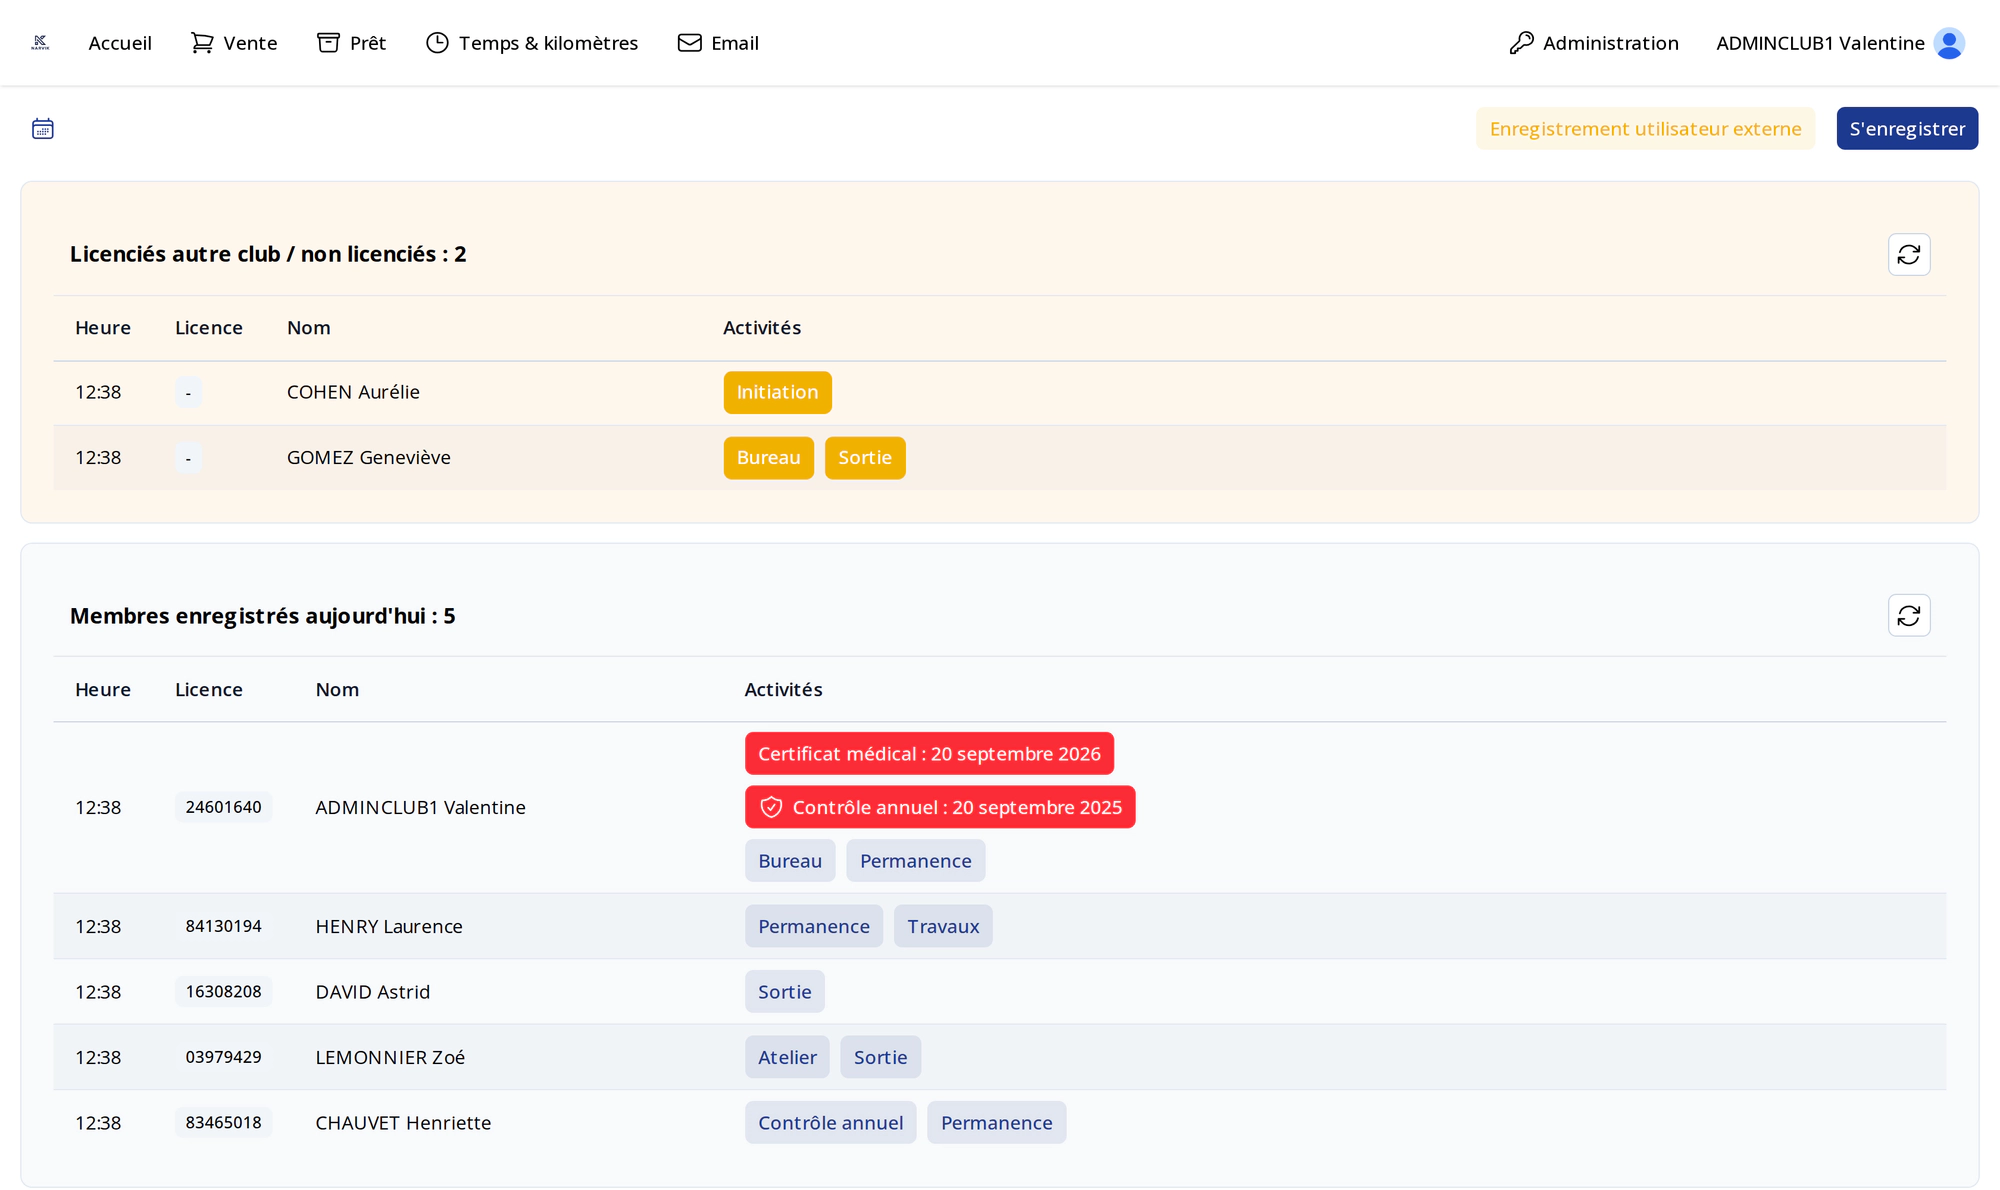 NARVIK Accueil Vente Prêt Temps & kilomètres Email Administration ADMINCLUB1 Valentine
Enregistrement utilisateur externe S'enregistrer
Licenciés autre club / non licenciés : 2
Heure Licence Nom Activités
12:38 - COHEN Aurélie Initiation
12:38 - GOMEZ Geneviève Bureau Sortie
Membres enregistrés aujourd'hui : 5
Heure Licence Nom Activités
Certificat médical : 20 septembre 2026
12:38 24601640 ADMINCLUB1 Valentine Contrôle annuel : 20 septembre 2025
Bureau Permanence
12:38 84130194 HENRY Laurence Permanence Travaux
12:38 16308208 DAVID Astrid Sortie
12:38 03979429 LEMONNIER Zoé Atelier Sortie
12:38 83465018 CHAUVET Henriette Contrôle annuel Permanence